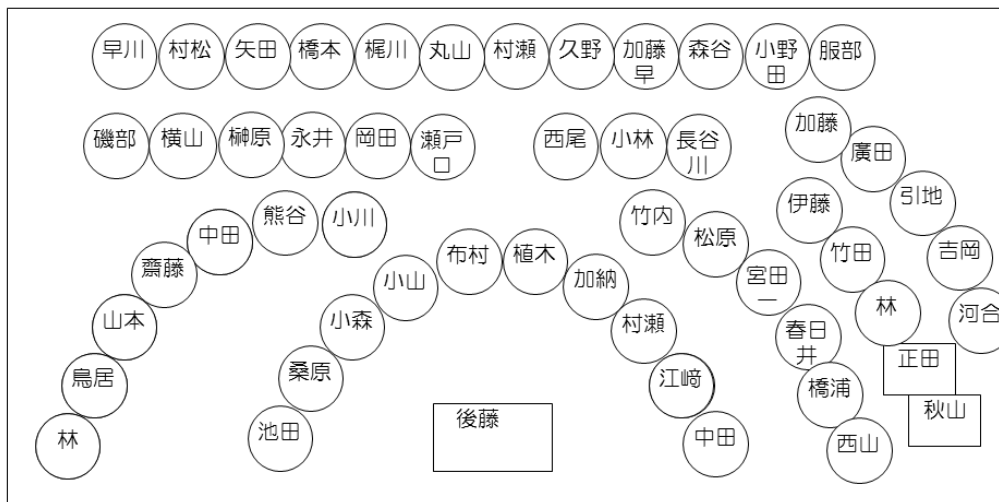 早川
村松
矢田
橋本
梶川
丸山
村瀬
久野
加藤
早
森谷
小野
田
服部
磯部
横山
榊原
永井
岡田
瀬戸
口
西尾
小林
長谷
川
加藤
廣田
引地
吉岡
河合
伊藤
竹田
林
正田
秋山
竹内
松原
宮田
一
春日
井
橋浦
西山
小川
熊谷
中田
齋藤
山本
鳥居
林
布村
植木
加納
村瀬
江﨑
中田
小山
小森
桑原
池田
後藤